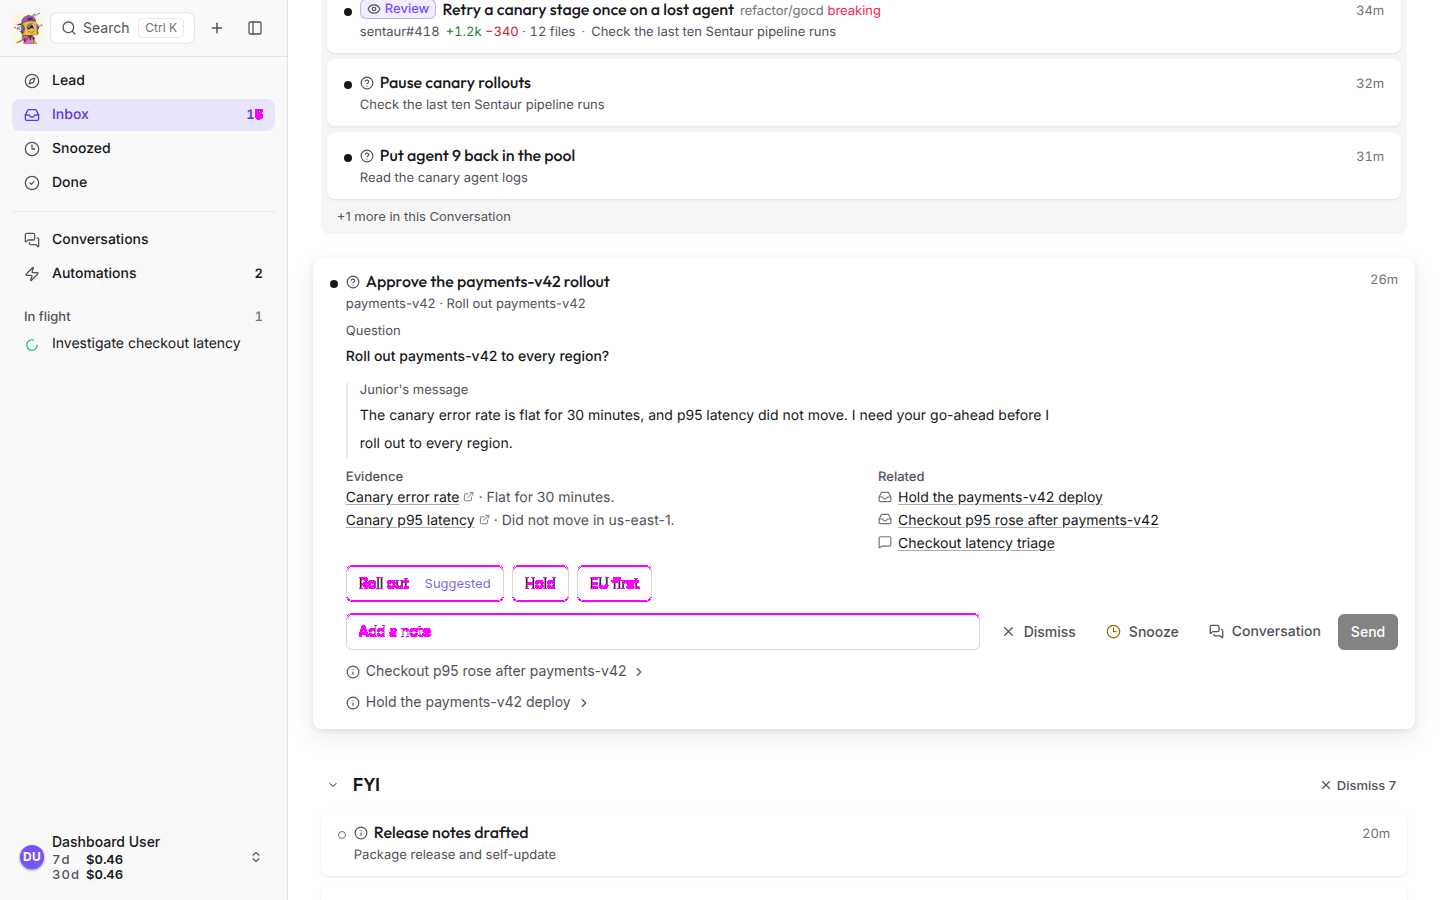 Search Ctrl K
Lead
Inbox
Snoozed
Done
Conversations
Automations 2
In flight 1
Investigate checkout latency
Dashboard User
DU
7d $0.46
30d $0.46
Review Retry a canary stage once on a lost agent refactor/gocd breaking 34m
sentaur#418 +1.2k −340 · 12 files · Check the last ten Sentaur pipeline runs
Pause canary rollouts 32m
Check the last ten Sentaur pipeline runs
Put agent 9 back in the pool 31m
Read the canary agent logs
+1 more in this Conversation
Approve the payments-v42 rollout 26m
payments-v42 · Roll out payments-v42
Question
Roll out payments-v42 to every region?
Junior's message
The canary error rate is flat for 30 minutes, and p95 latency did not move. I need your go-ahead before I
roll out to every region.
Evidence
Canary error rate · Flat for 30 minutes.
Canary p95 latency · Did not move in us-east-1.
Related
Hold the payments-v42 deploy
Checkout p95 rose after payments-v42
Checkout latency triage
Roll out Suggested Hold EU first
Add a note Dismiss Snooze Conversation Send
Checkout p95 rose after payments-v42
Hold the payments-v42 deploy
FYI Dismiss 7
Release notes drafted 20m
Package release and self-update